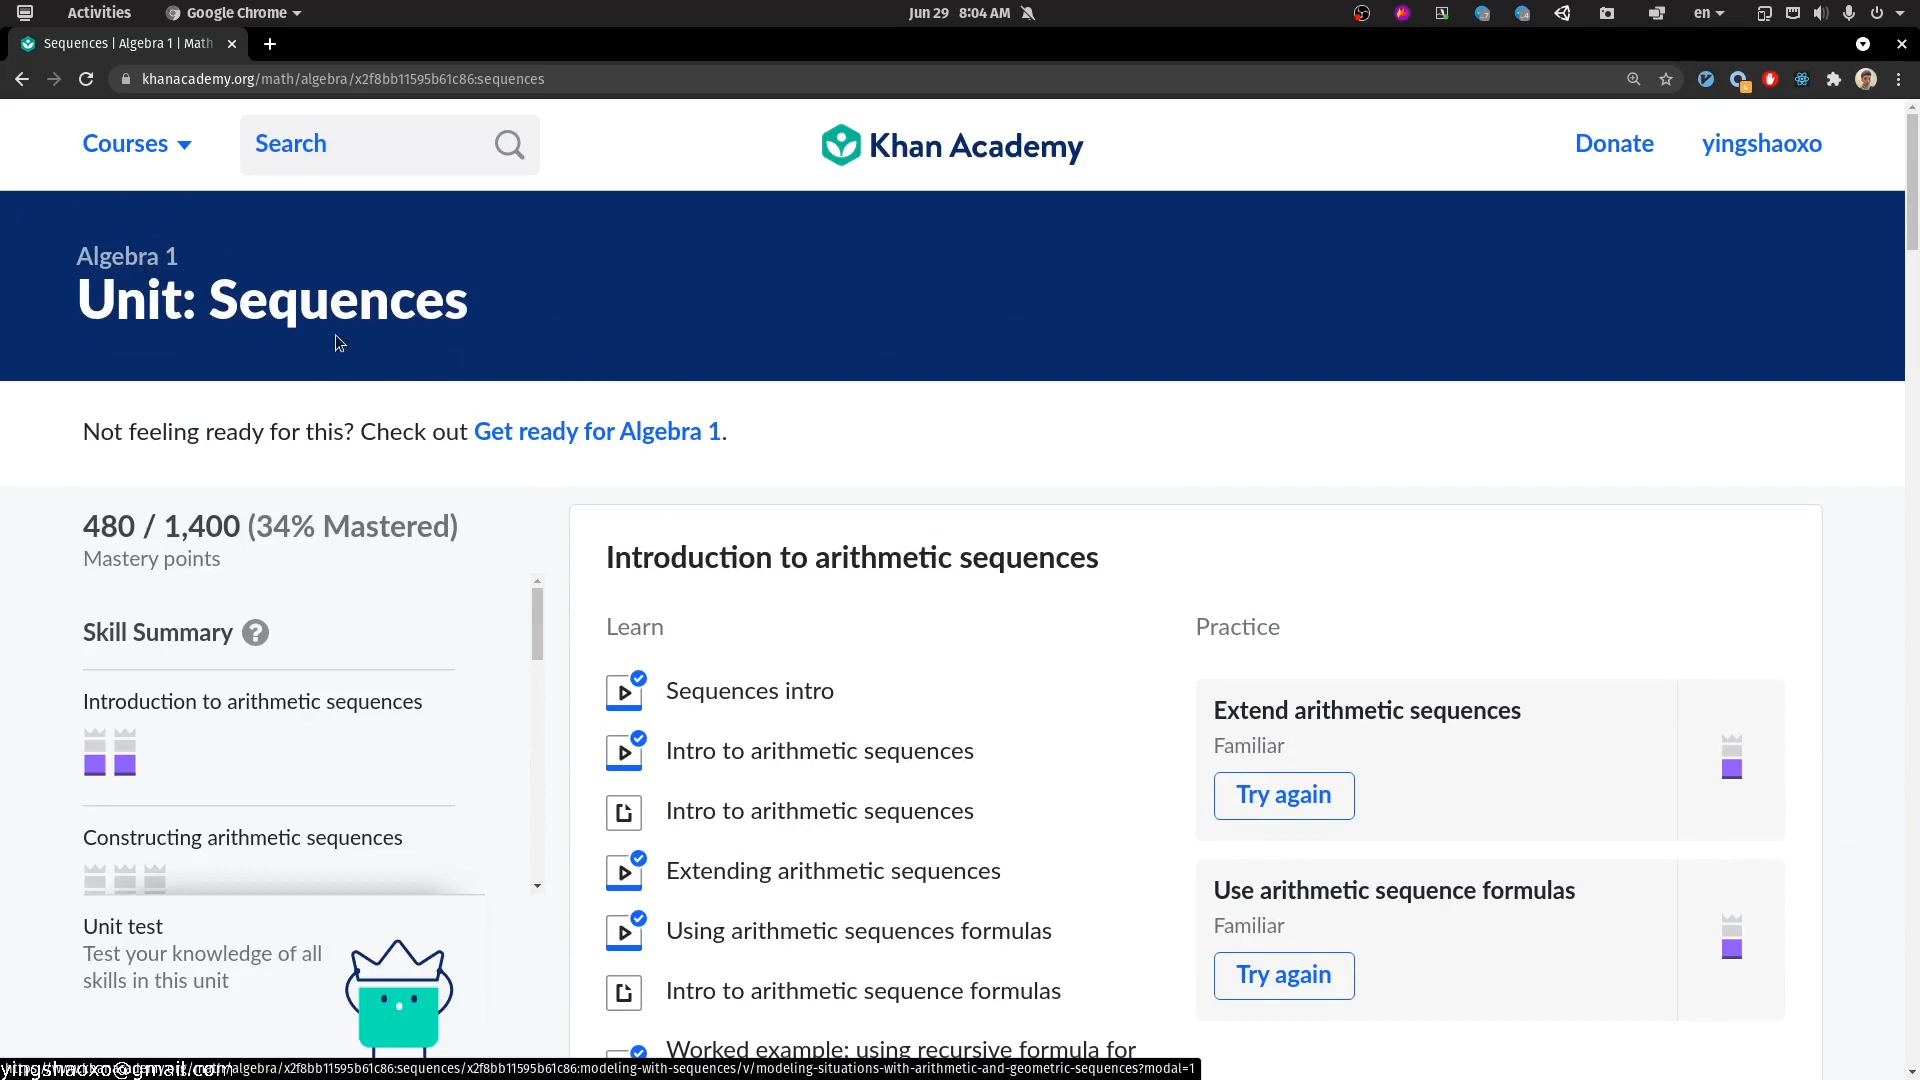 Activities
Google Chrome
Jun 29 8:04 AM
en
Sequences | Algebra 1 | Math
khanacademy.org/math/algebra/x2f8bb11595b61c86:sequences
Courses
Search
Khan Academy
Donate
yingshaoxo
Algebra 1
Unit: Sequences
Not feeling ready for this? Check out Get ready for Algebra 1.
480 / 1,400 (34% Mastered)
Mastery points
Skill Summary
Introduction to arithmetic sequences
Constructing arithmetic sequences
Unit test
Test your knowledge of all
skills in this unit
Introduction to arithmetic sequences
Learn
Sequences intro
Intro to arithmetic sequences
Intro to arithmetic sequences
Extending arithmetic sequences
Using arithmetic sequences formulas
Intro to arithmetic sequence formulas
Worked example: using recursive formula for
Practice
Extend arithmetic sequences
Familiar
Try again
Use arithmetic sequence formulas
Familiar
Try again
yingshaoxo@gmail.com
/math/algebra/x2f8bb11595b61c86:sequences/x2f8bb11595b61c86:modeling-with-sequences/v/modeling-situations-with-arithmetic-and-geometric-sequences?modal=1